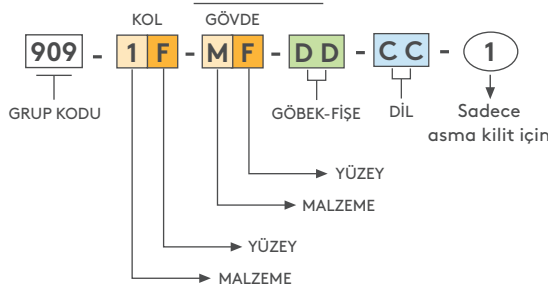 KOL GÖVDE
909 - 1 F - M F - D D - C C - 1
GRUP KODU GÖBEK-FİŞE DİL Sadece
asma kilit için
YÜZEY
MALZEME
YÜZEY
MALZEME